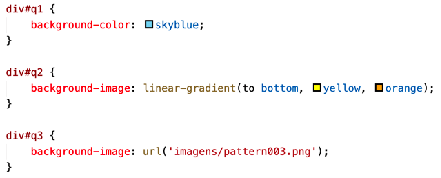 div#q1 {
background-color: skyblue;
}
div#q2 {
background-image: linear-gradient(to bottom, yellow, orange);
}
div#q3 {
background-image: url('imagens/pattern003.png');
}